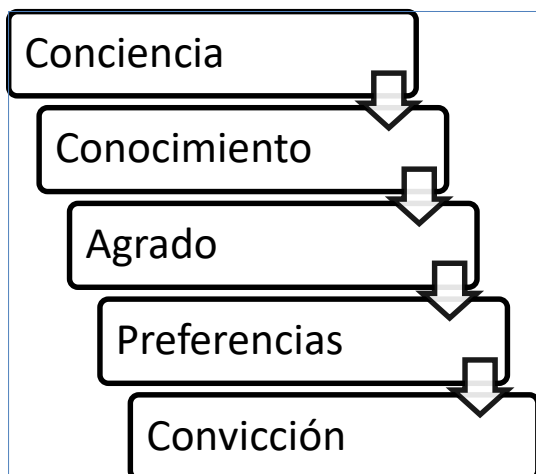 Conciencia
Conocimiento
Agrado
Preferencias
Convicción